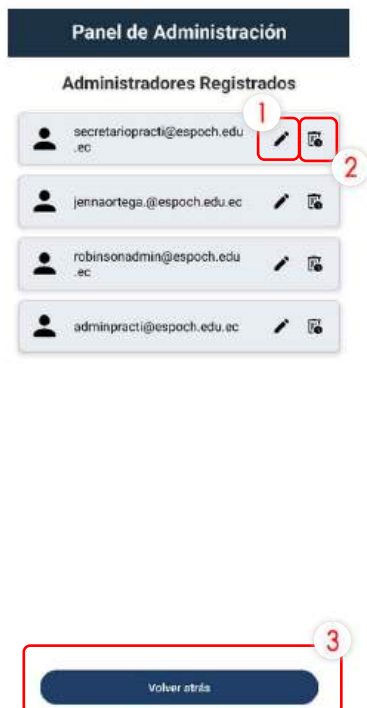 Panel de Administración
Administradores Registrados
1
secretariopracti@espoch.edu
.ec
2
jennaortega.@espoch.edu.ec
robinsonadmin@espoch.edu
.ec
adminpracti@espoch.edu.ec
3
Volver atrás